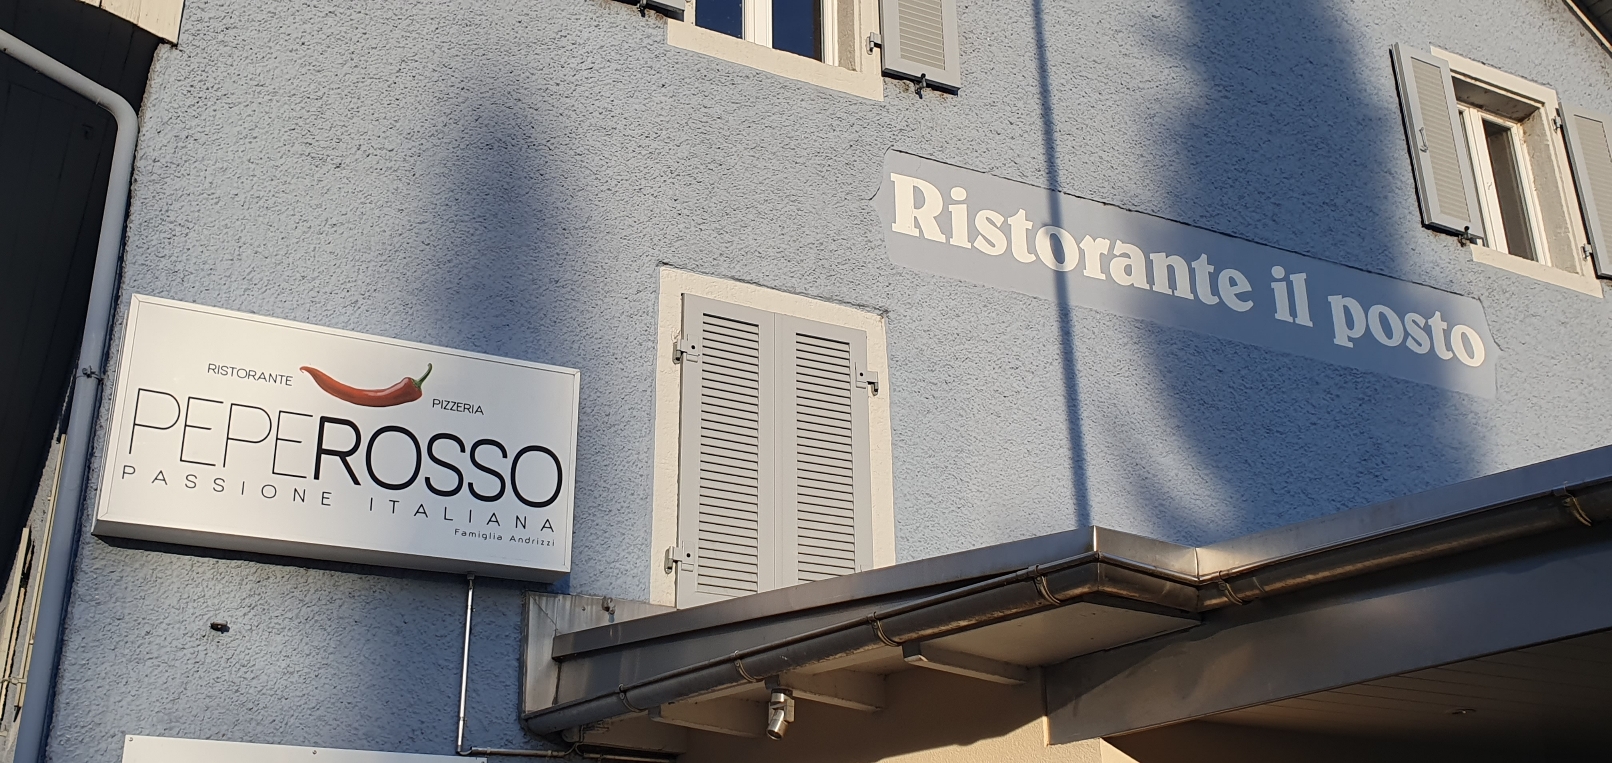 RISTORANTE
PIZZERIA
PEPEROSSO
PASSIONE ITALIANA
Famiglia Andrizzi
Ristorante il posto